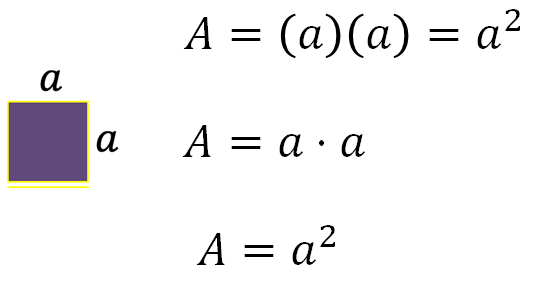 A = (a)(a) = a²
a
a
A = a · a
A = a²